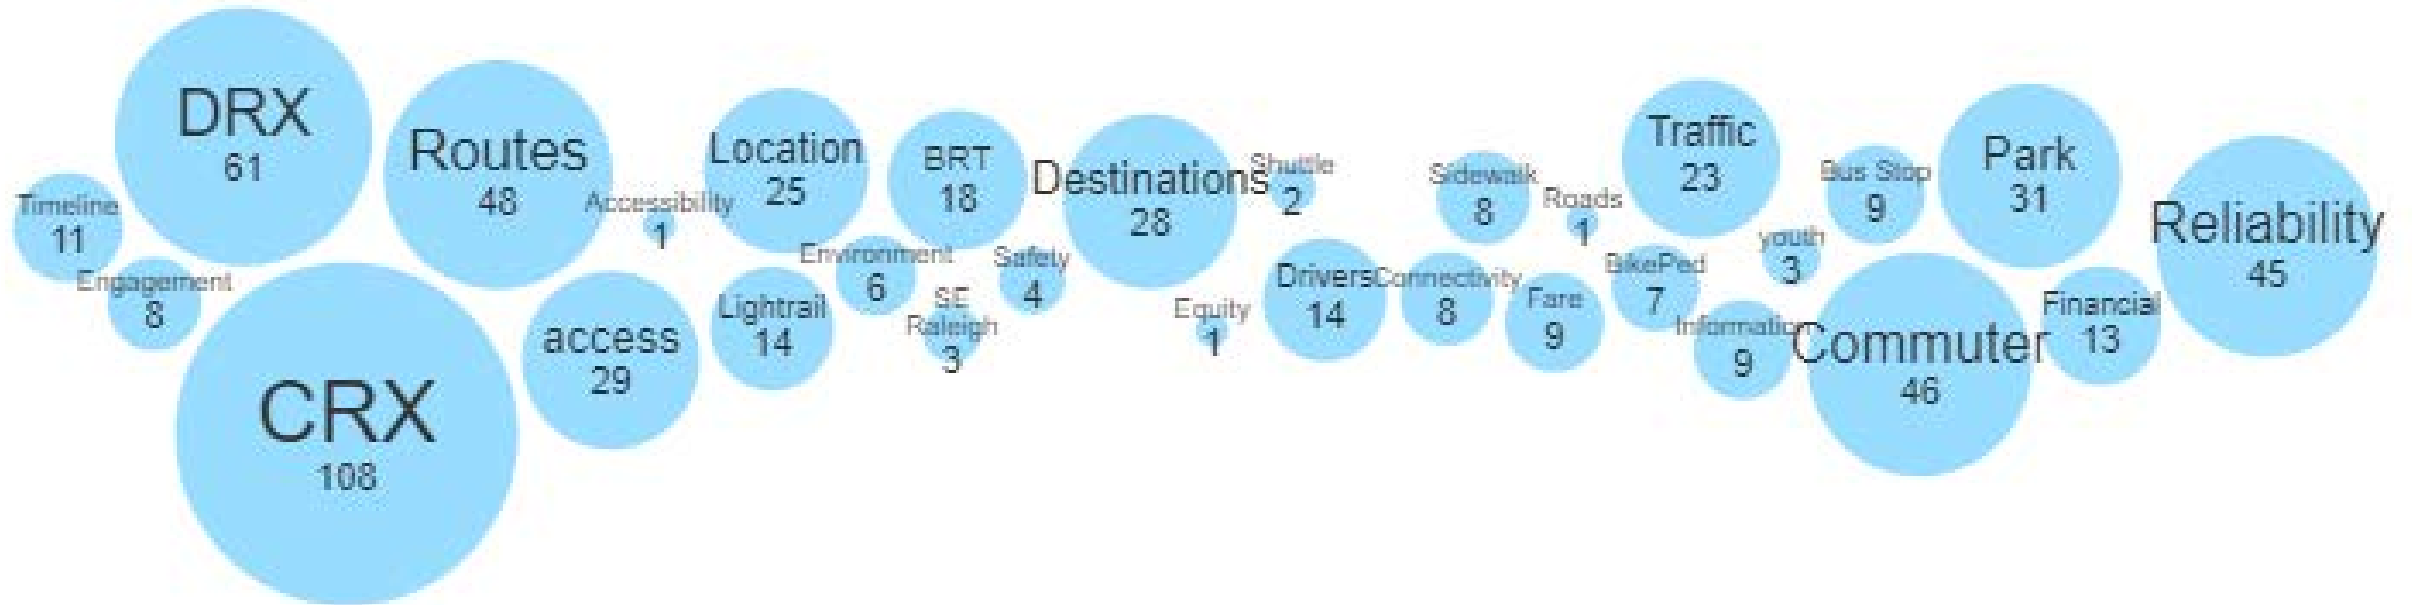 Timeline
11
DRX
61
Engagement
8
CRX
108
Routes
48
access
29
Accessibility
1
Location
25
Lightrail
14
Environment
6
BRT
18
SE
Raleigh
3
Safety
4
Destinations
28
Equity
1
Shuttle
2
Drivers
14
Connectivity
8
Sidewalk
8
Fare
9
Roads
1
BikePed
7
Traffic
23
Informatio
9
youth
3
Bus Stop
9
Commuter
46
Park
31
Financial
13
Reliability
45